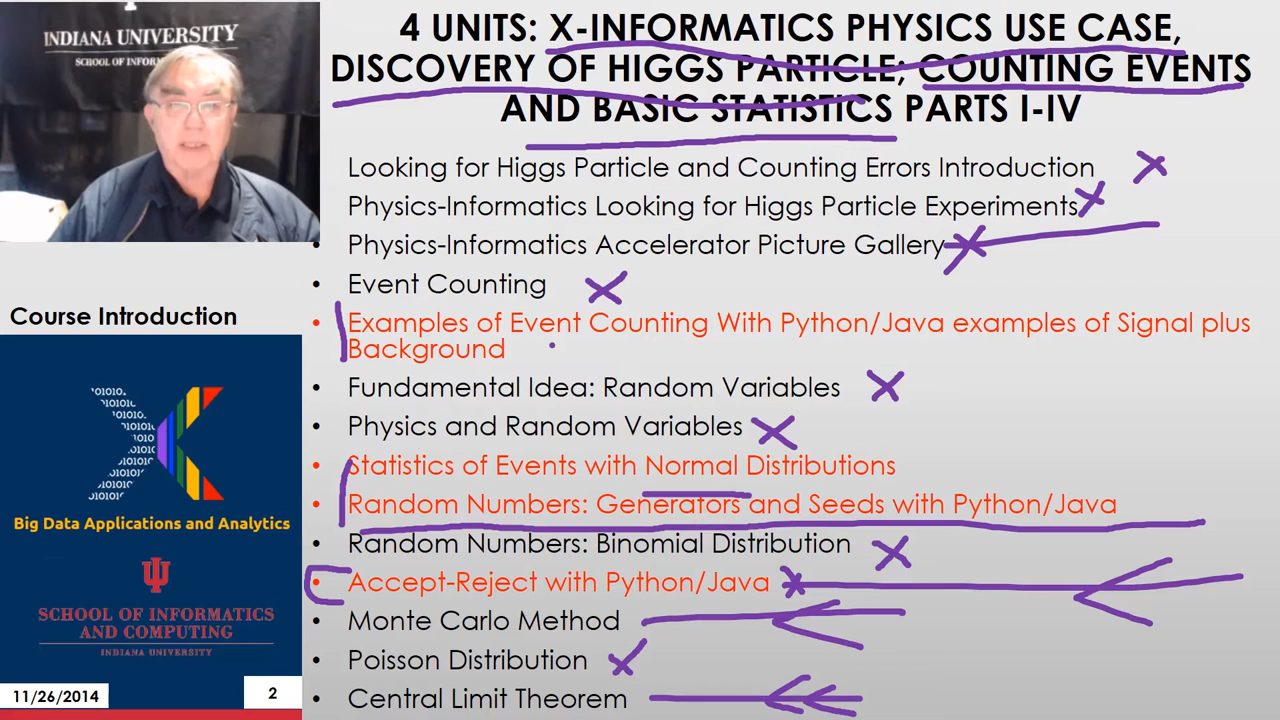 INDIANA UNIVERSITY
4 UNITS: X-INFORMATICS PHYSICS USE CASE,
DISCOVERY OF HIGGS PARTICLE; COUNTING EVENTS
AND BASIC STATISTICS PARTS I-IV
Looking for Higgs Particle and Counting Errors Introduction
Physics-Informatics Looking for Higgs Particle Experiments
• Physics-Informatics Accelerator Picture Gallery
• Event Counting
• Examples of Event Counting With Python/Java examples of Signal plus
Background
• Fundamental Idea: Random Variables
• Physics and Random Variables
• Statistics of Events with Normal Distributions
• Random Numbers: Generators and Seeds with Python/Java
• Random Numbers: Binomial Distribution
• Accept-Reject with Python/Java
• Monte Carlo Method
• Poisson Distribution
• Central Limit Theorem
Course Introduction
Big Data Applications and Analytics
SCHOOL OF INFORMATICS
AND COMPUTING
INDIANA UNIVERSITY
11/26/2014
2